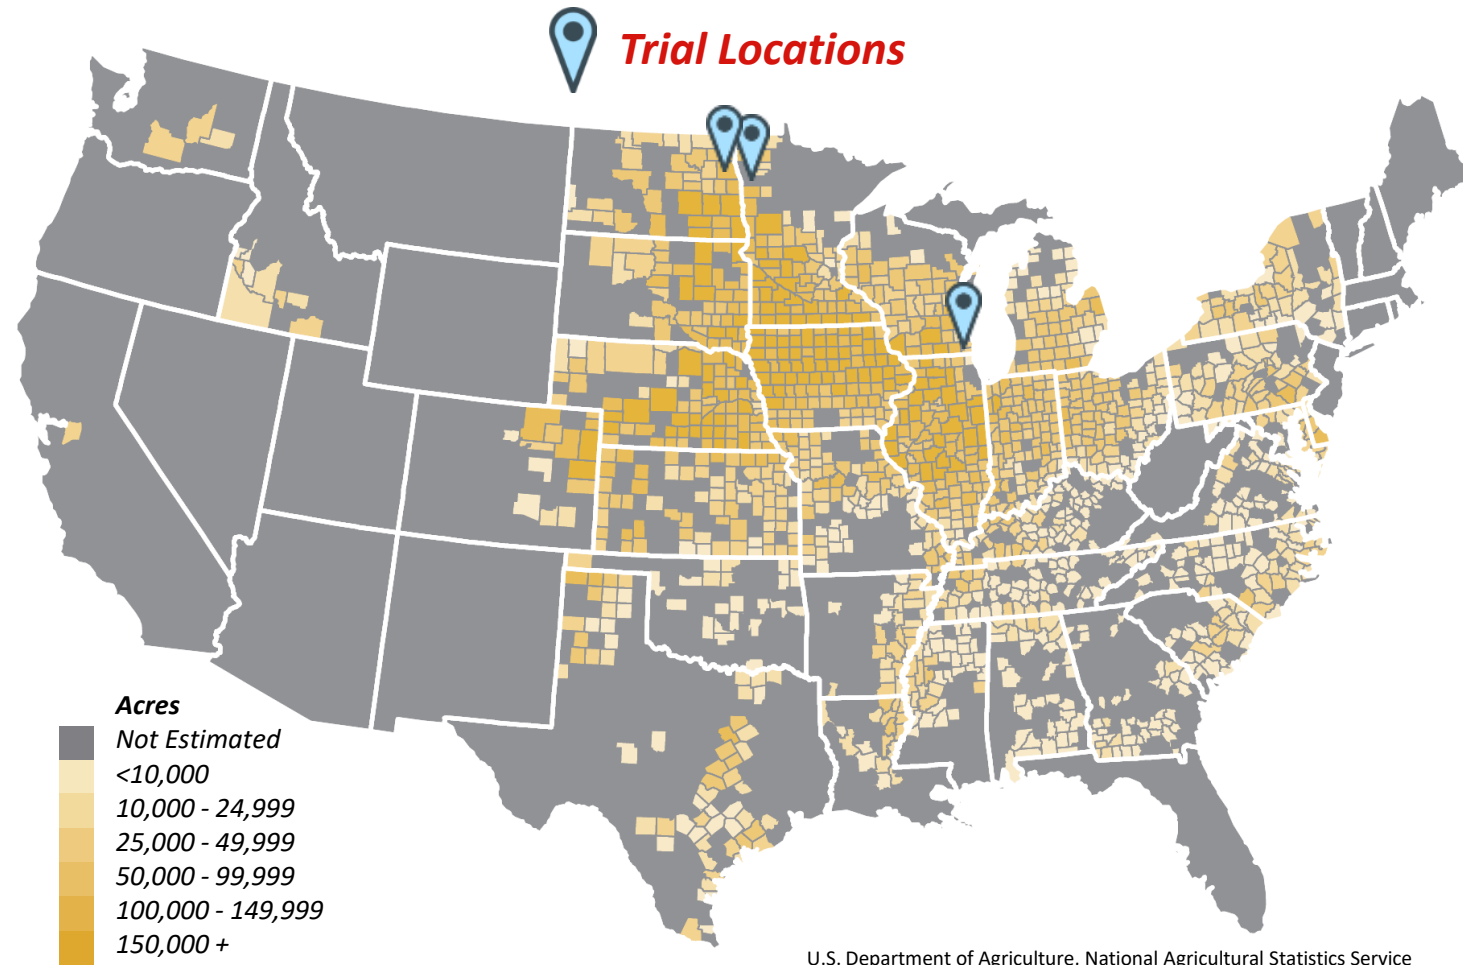 Trial Locations
Acres
Not Estimated
<10,000
10,000 - 24,999
25,000 - 49,999
50,000 - 99,999
100,000 - 149,999
150,000 +
U.S. Department of Agriculture, National Agricultural Statistics Service